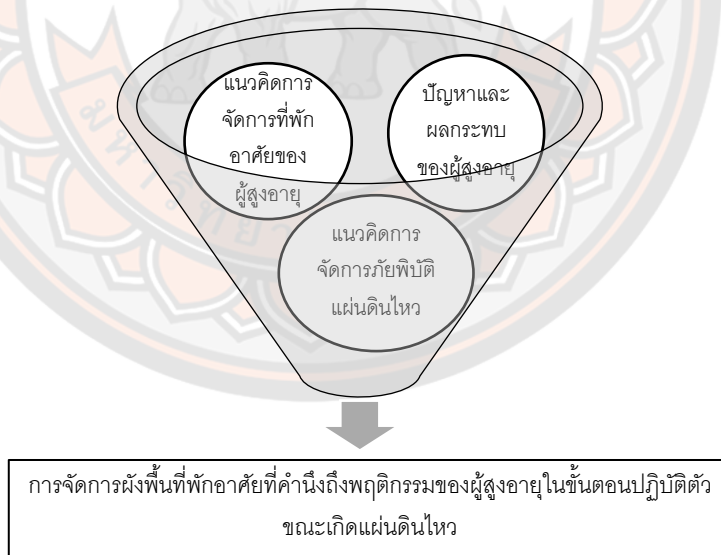 แนวคิดการ
จัดการที่พัก
อาศัยของ
ผู้สูงอายุ
ปัญหาและ
ผลกระทบ
ของผู้สูงอายุ
แนวคิดการ
จัดการภัยพิบัติ
แผ่นดินไหว
การจัดการผังพื้นที่พักอาศัยที่คำนึงถึงพฤติกรรมของผู้สูงอายุในขั้นตอนปฏิบัติตัว
ขณะเกิดแผ่นดินไหว